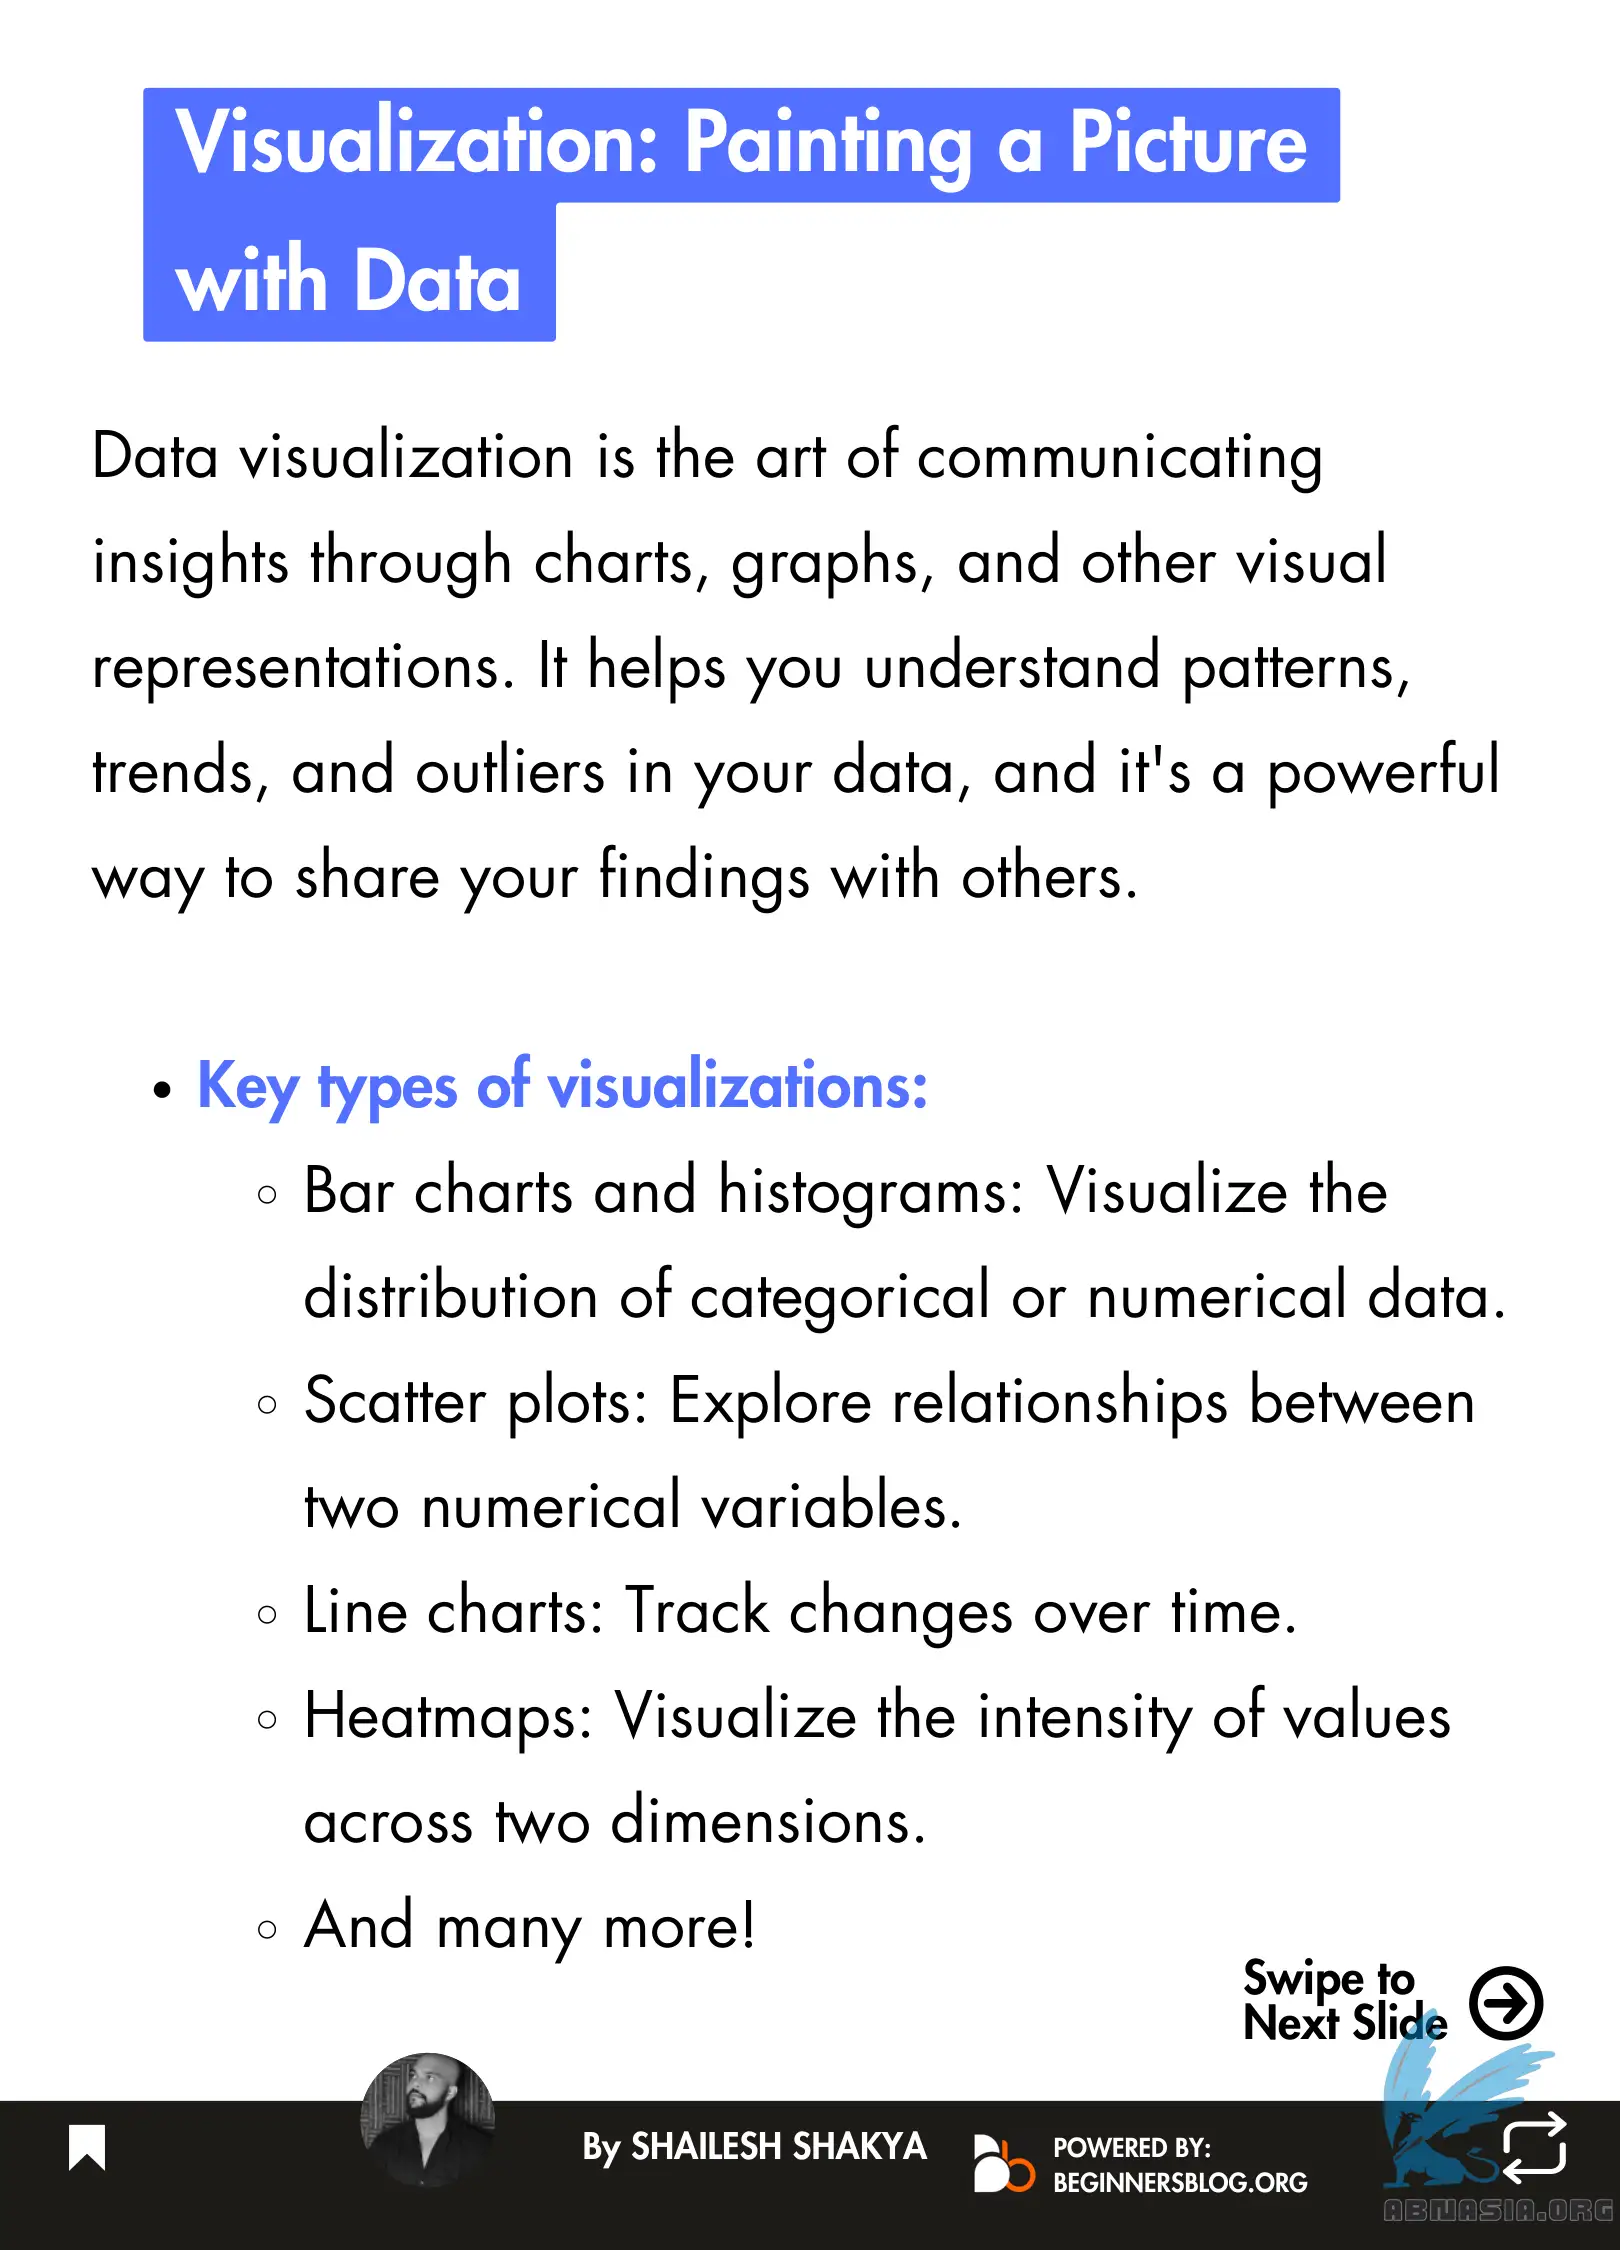 Visualization: Painting a Picture
with Data
Data visualization is the art of communicating
insights through charts, graphs, and other visual
representations. It helps you understand patterns,
trends, and outliers in your data, and it's a powerful
way to share your findings with others.
• Key types of visualizations:
◦ Bar charts and histograms: Visualize the
distribution of categorical or numerical data.
◦ Scatter plots: Explore relationships between
two numerical variables.
◦ Line charts: Track changes over time.
◦ Heatmaps: Visualize the intensity of values
across two dimensions.
◦ And many more!
Swipe to
Next Slide
By SHAILESH SHAKYA
POWERED BY:
BEGINNERSBLOG.ORG
ABNASIA.ORG